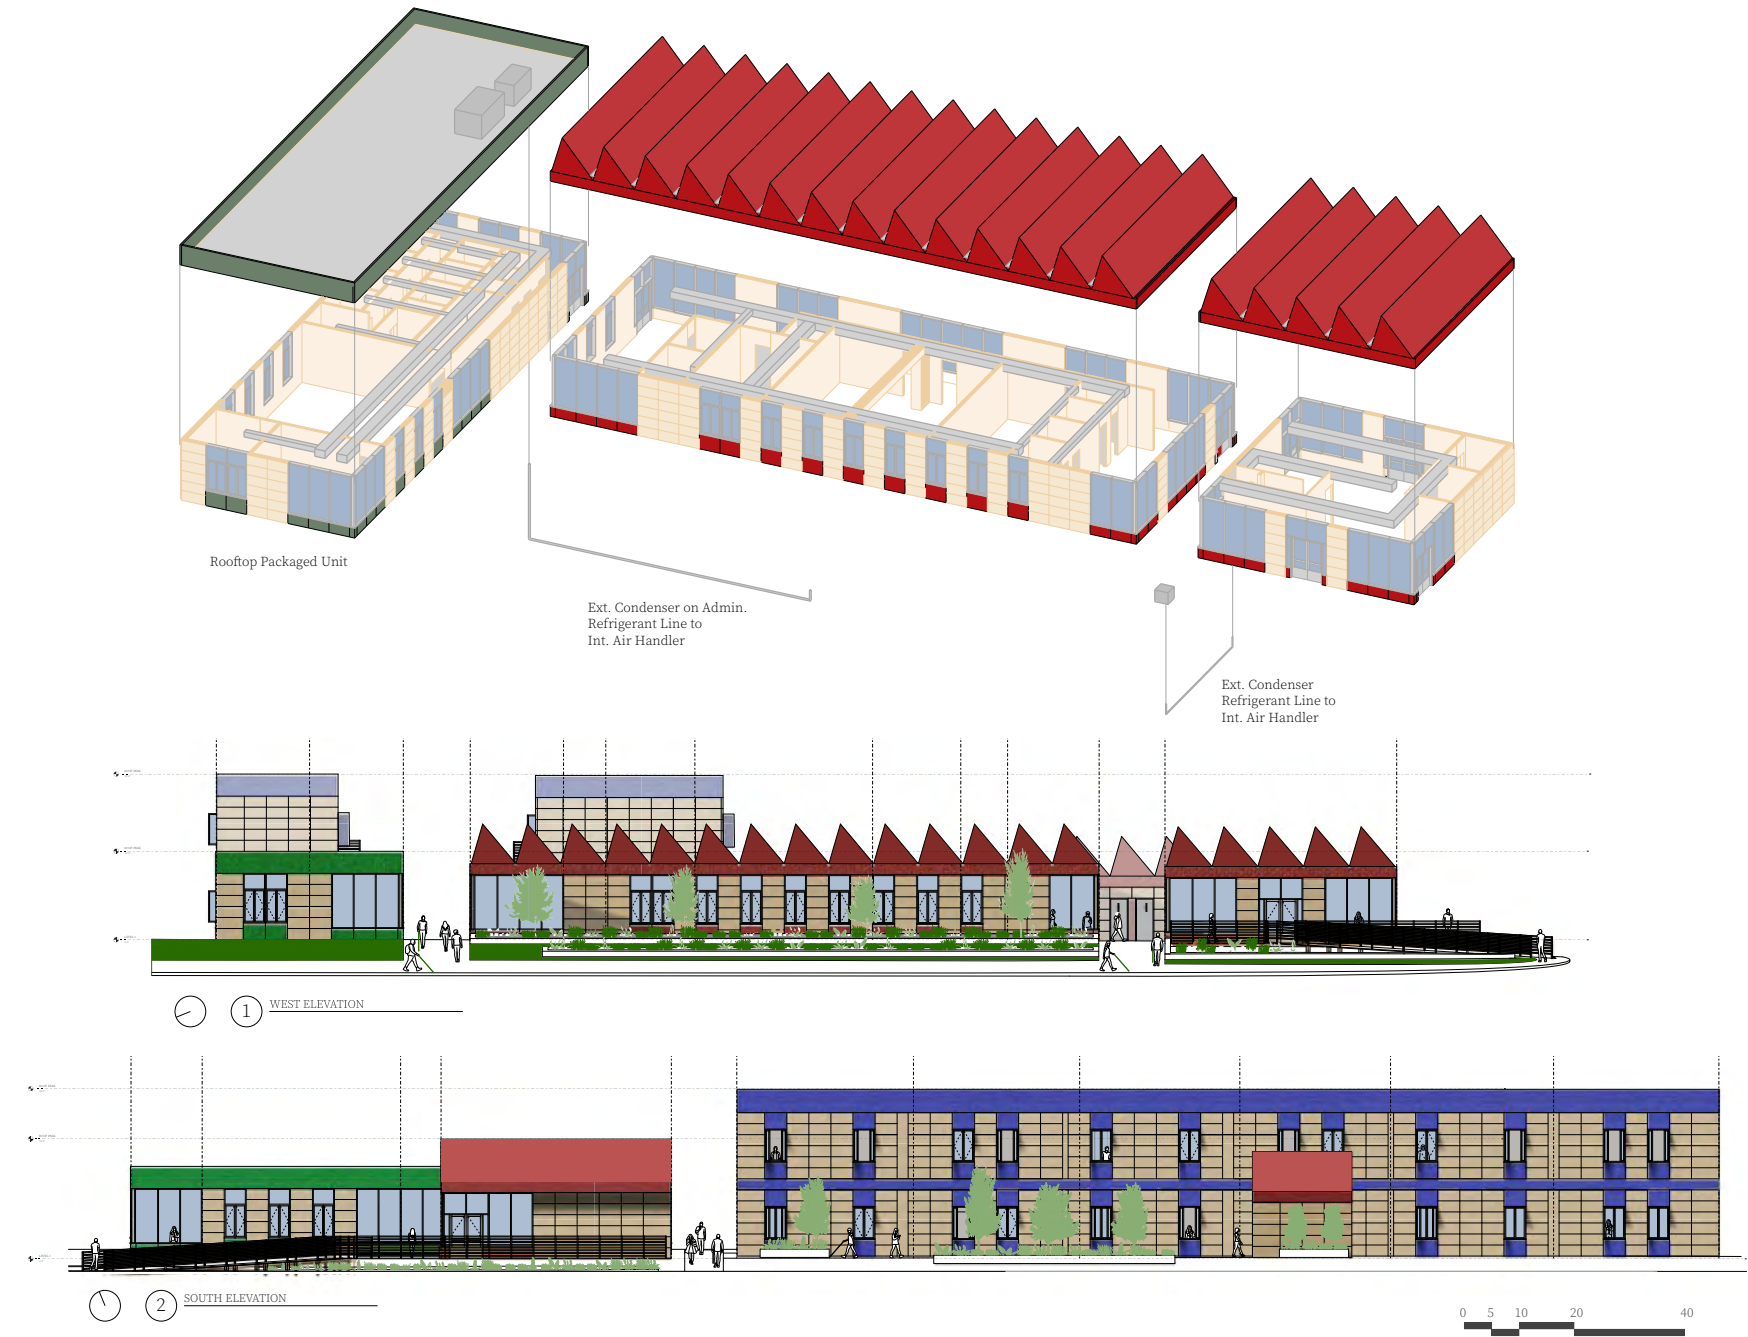 Rooftop Packaged Unit
Ext. Condenser on Admin.
Refrigerant Line to
Int. Air Handler
Ext. Condenser
Refrigerant Line to
Int. Air Handler
1 WEST ELEVATION
2 SOUTH ELEVATION
0 5 10 20 40